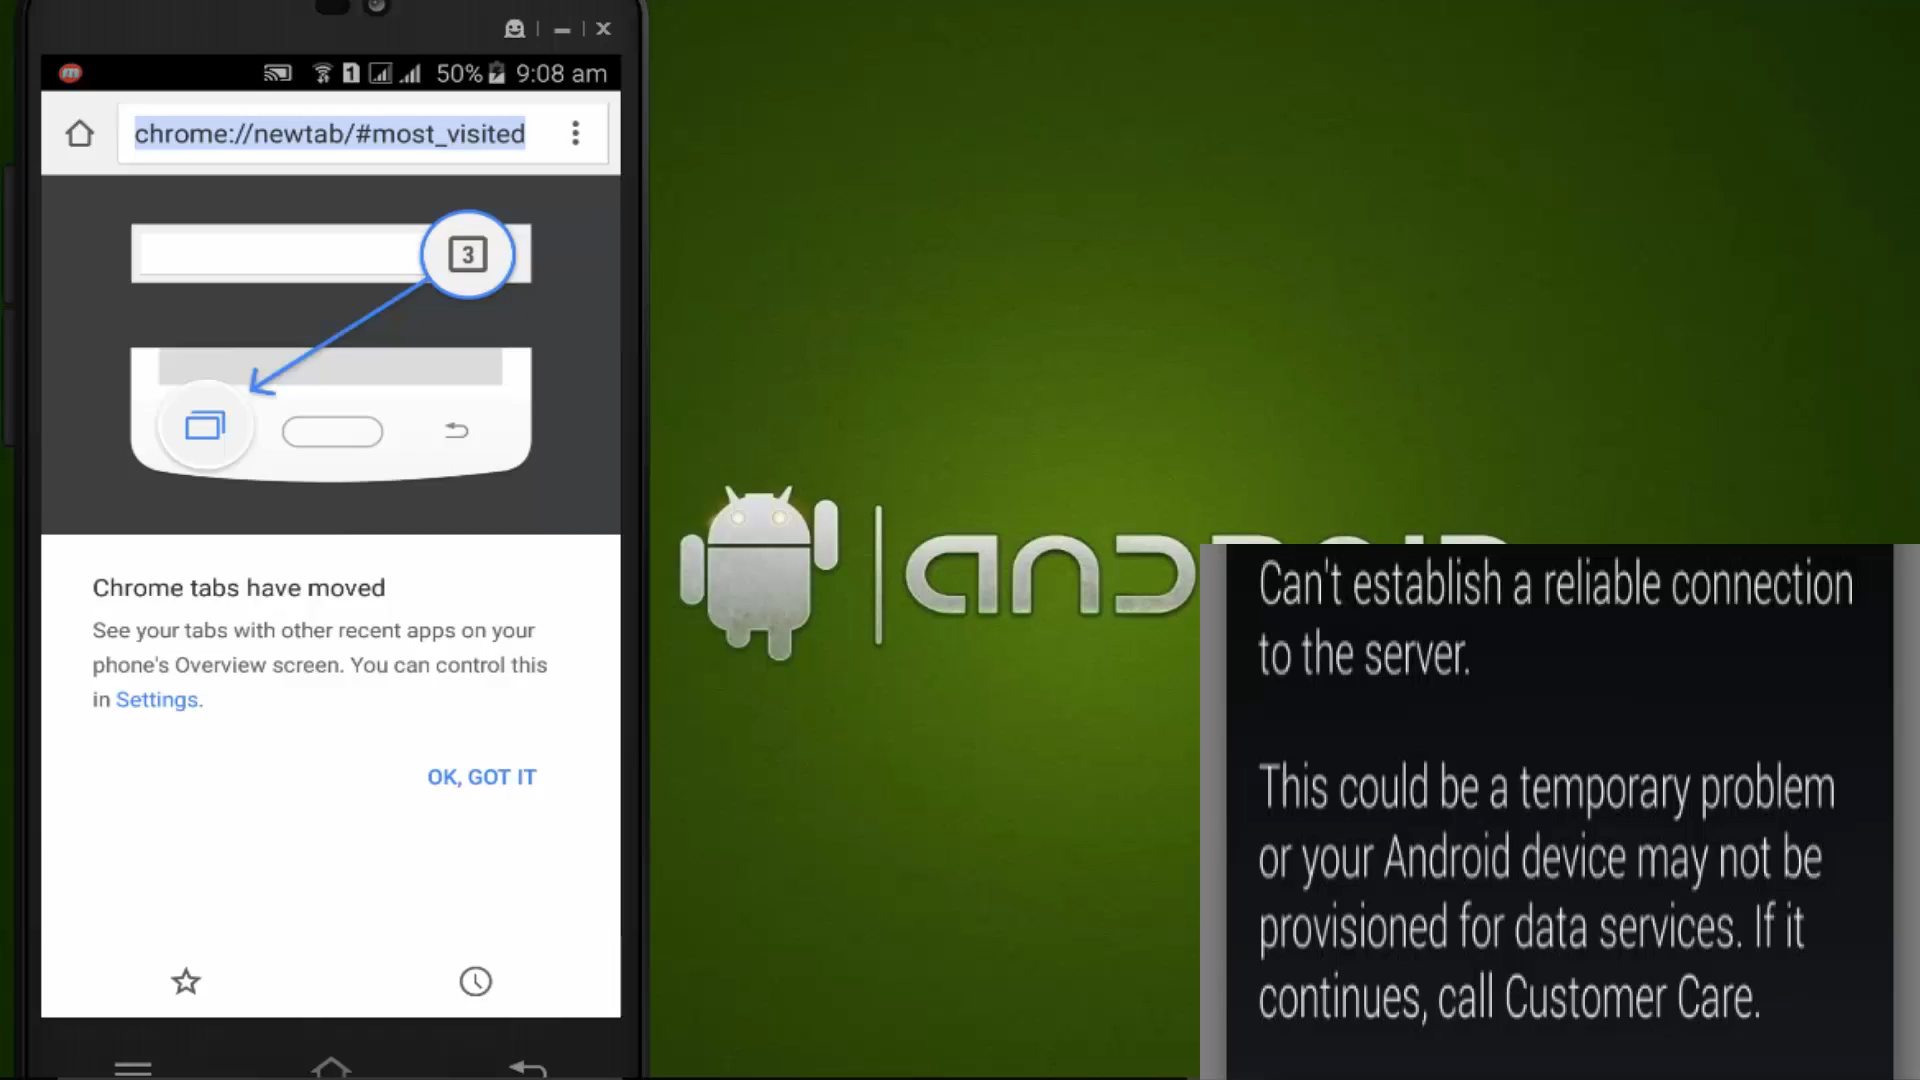 50% 9:08 am
chrome://newtab/#most_visited
3
Chrome tabs have moved
See your tabs with other recent apps on your
phone's Overview screen. You can control this
in Settings.
OK, GOT IT
Can't establish a reliable connection
to the server.
This could be a temporary problem
or your Android device may not be
provisioned for data services. If it
continues, call Customer Care.